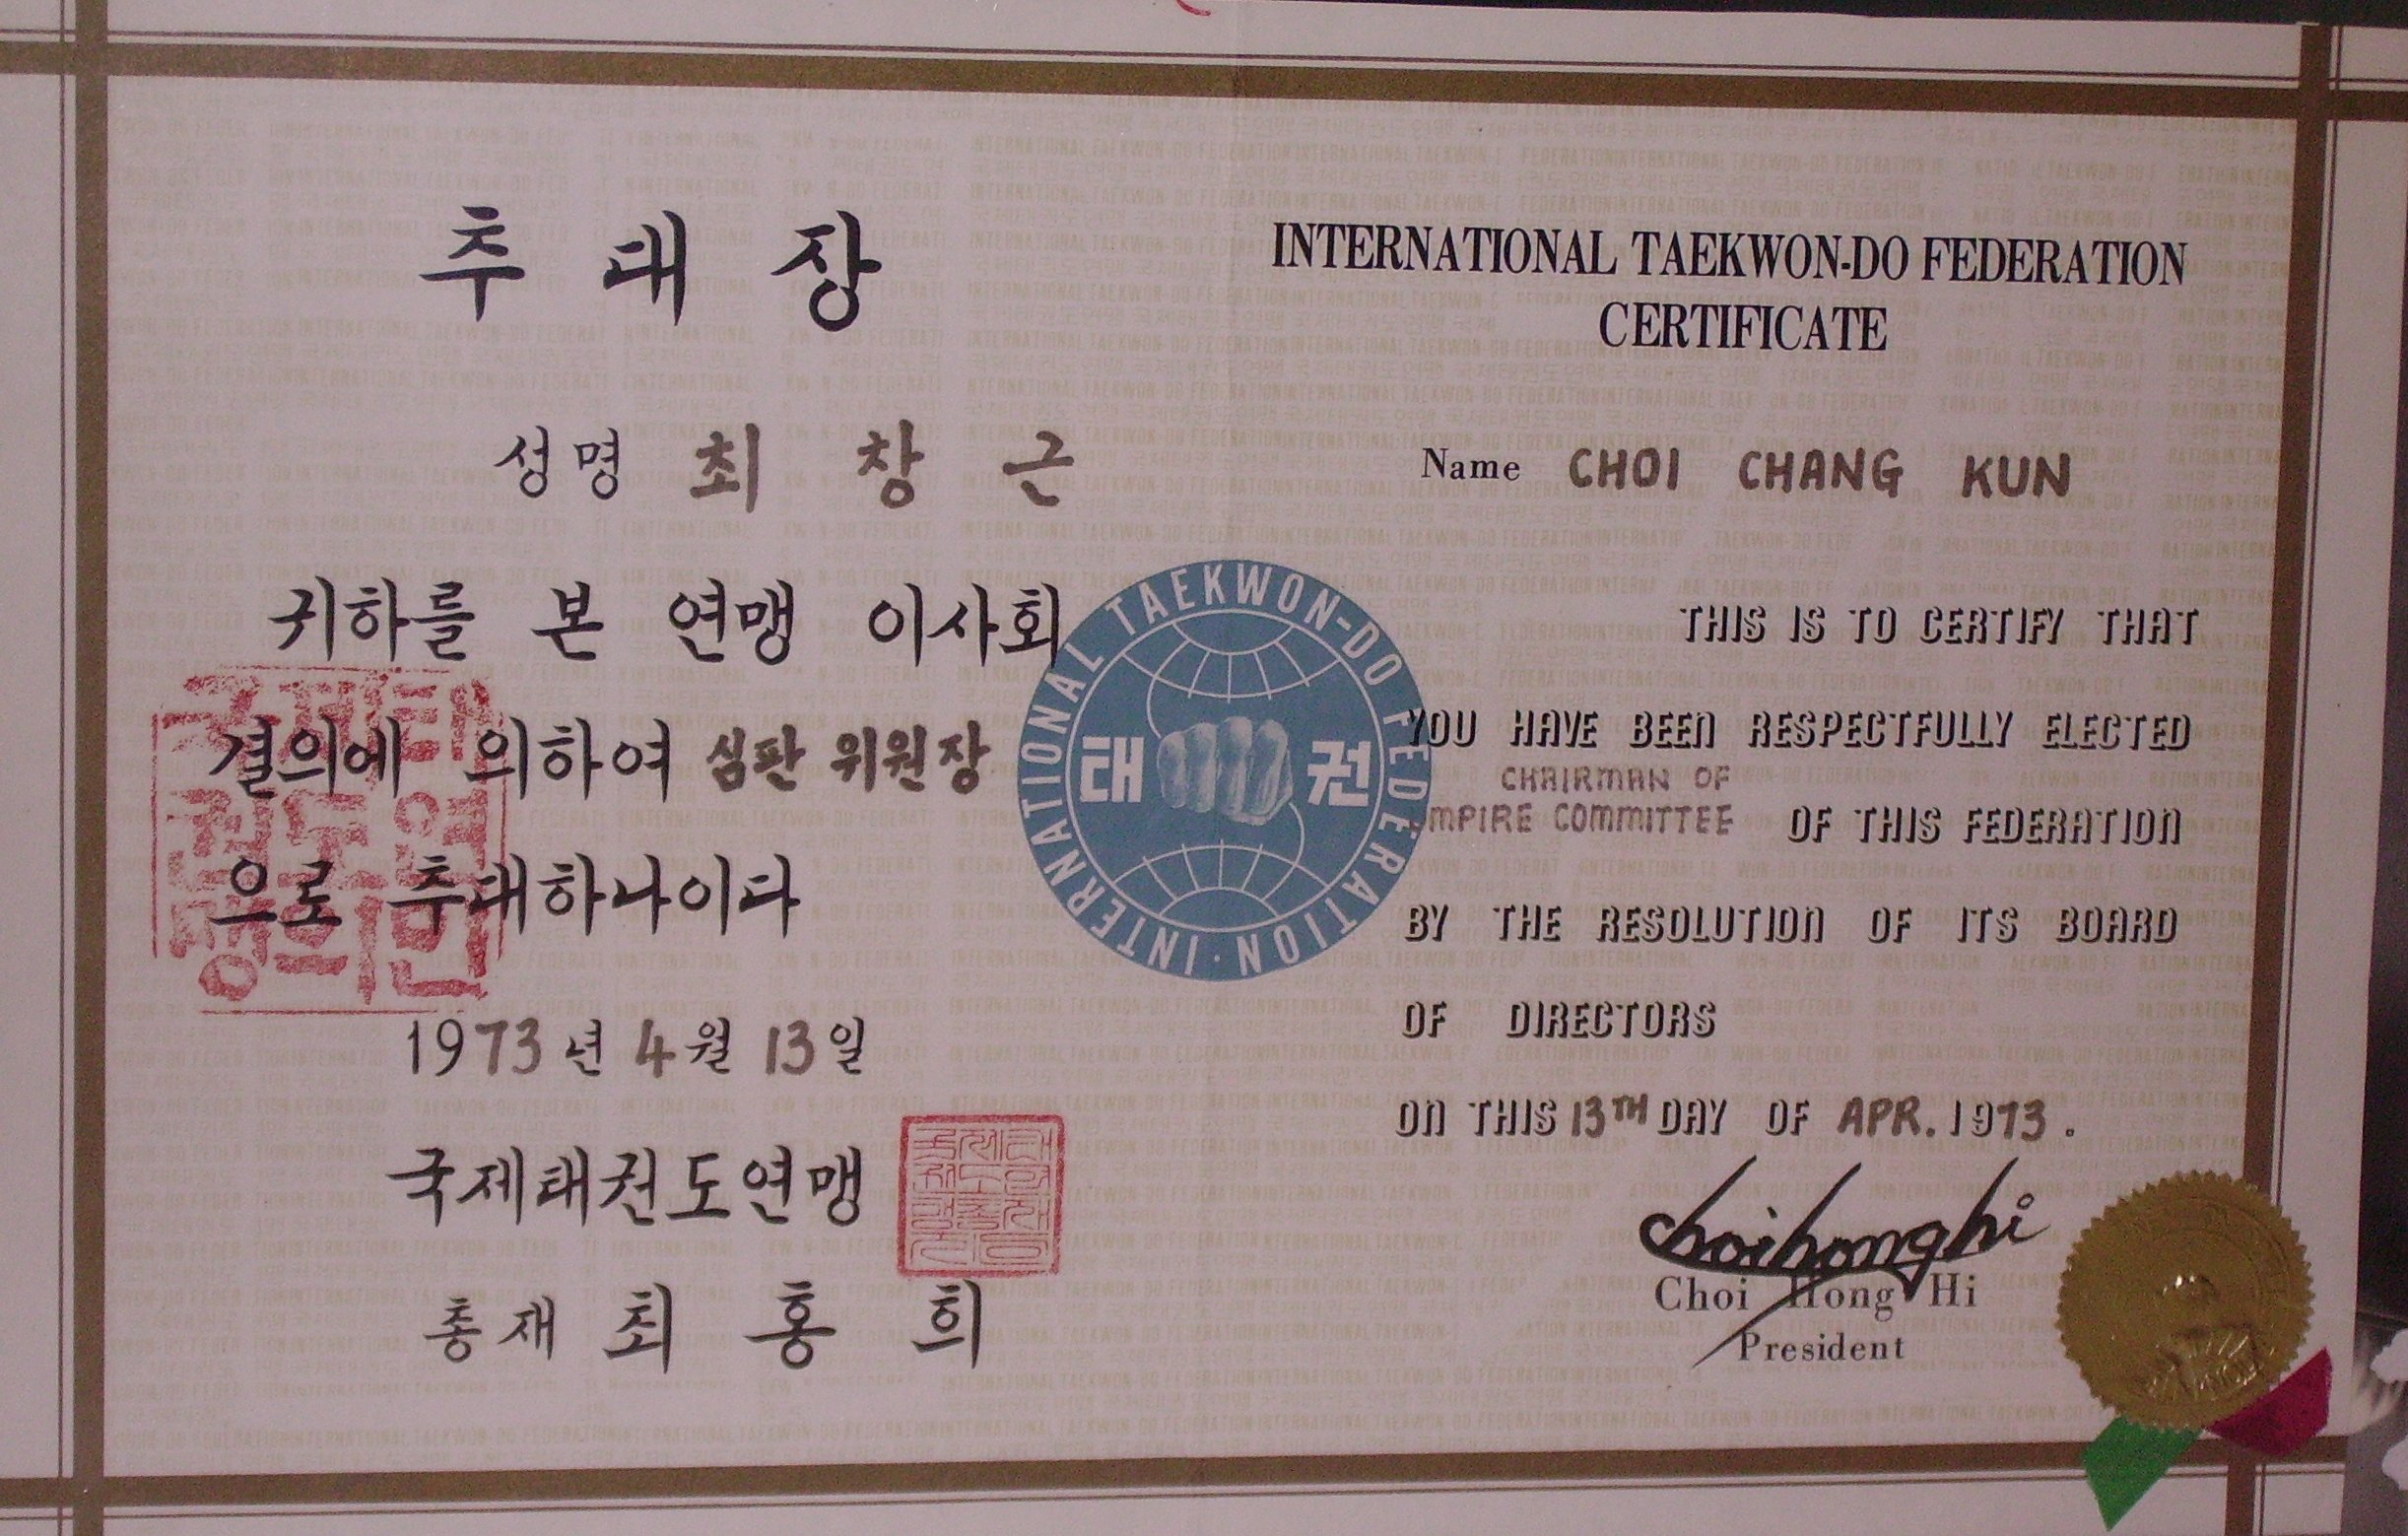 추대장
성명 최 창 근
귀하를 본 연맹 이사회
결의에 의하여 심판 위원장
으로 추대하나이다
1973년 4월 13일
국제태권도연맹
총재 최 홍 희
INTERNATIONAL TAEKWON-DO FEDERATION
태권
INTERNATIONAL TAEKWON-DO FEDERATION
CERTIFICATE
Name CHOI CHANG KUN
THIS IS TO CERTIFY THAT
YOU HAVE BEEN RESPECTFULLY ELECTED
CHAIRMAN OF
UMPIRE COMMITTEE OF THIS FEDERATION
BY THE RESOLUTION OF ITS BOARD
OF DIRECTORS
ON THIS 13TH DAY OF APR. 1973.
choihonghi
Choi Hong Hi
President